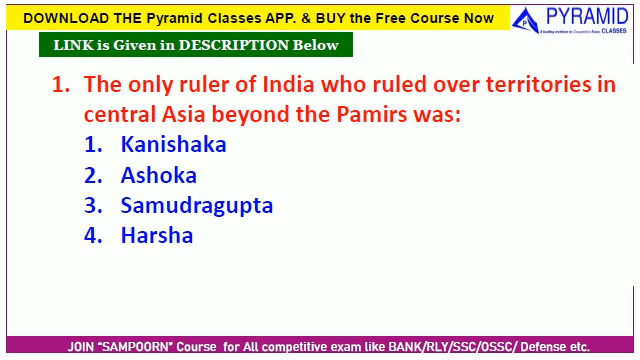 DOWNLOAD THE Pyramid Classes APP. & BUY the Free Course Now
PYRAMID
CLASSES
LINK is Given in DESCRIPTION Below
1. The only ruler of India who ruled over territories in
central Asia beyond the Pamirs was:
1. Kanishaka
2. Ashoka
3. Samudragupta
4. Harsha
JOIN "SAMPOORN" Course for All competitive exam like BANK/RLY/SSC/OSSC/ Defense etc.